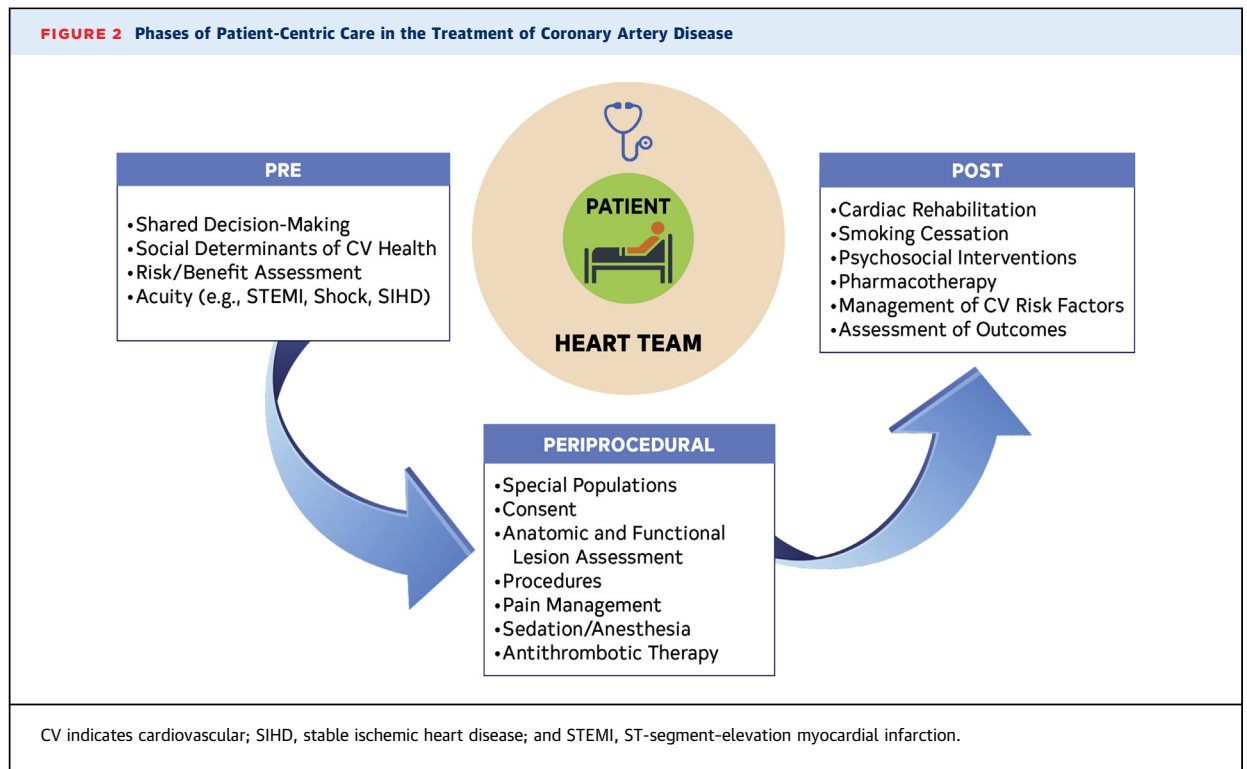 FIGURE 2 Phases of Patient-Centric Care in the Treatment of Coronary Artery Disease
PRE
•Shared Decision-Making
•Social Determinants of CV Health
•Risk/Benefit Assessment
•Acuity (e.g., STEMI, Shock, SIHD)
PATIENT
HEART TEAM
POST
•Cardiac Rehabilitation
•Smoking Cessation
•Psychosocial Interventions
•Pharmacotherapy
•Management of CV Risk Factors
•Assessment of Outcomes
PERIPROCEDURAL
•Special Populations
•Consent
•Anatomic and Functional
Lesion Assessment
•Procedures
•Pain Management
•Sedation/Anesthesia
•Antithrombotic Therapy
CV indicates cardiovascular; SIHD, stable ischemic heart disease; and STEMI, ST-segment–elevation myocardial infarction.